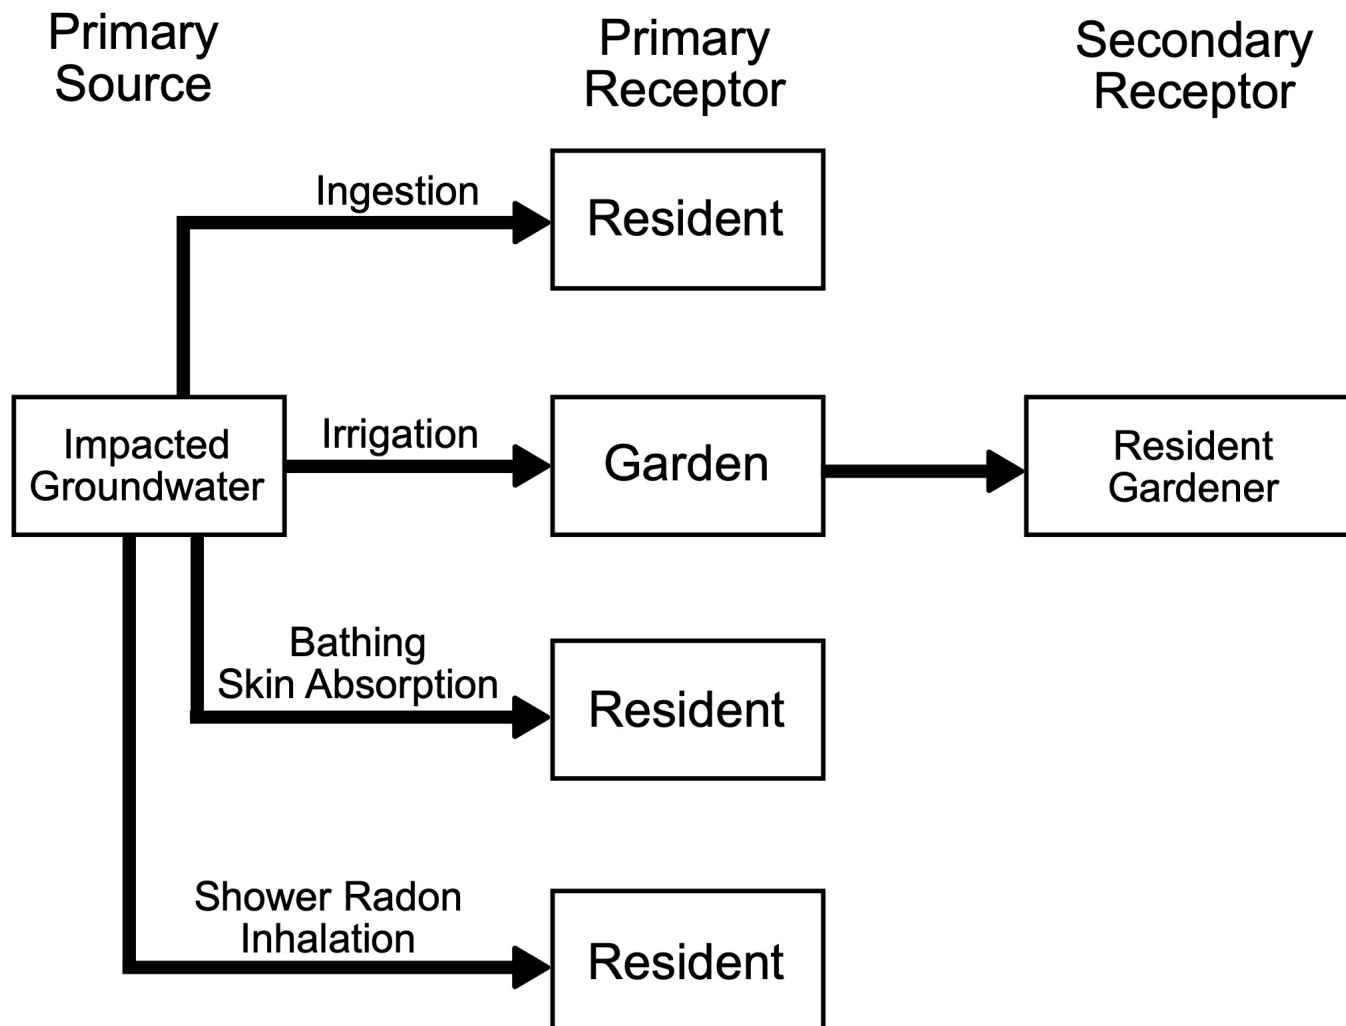 Primary
Source
Primary
Receptor
Secondary
Receptor
Ingestion
Resident
Impacted
Groundwater
Irrigation
Garden
Resident
Gardener
Bathing
Skin Absorption
Resident
Shower Radon
Inhalation
Resident